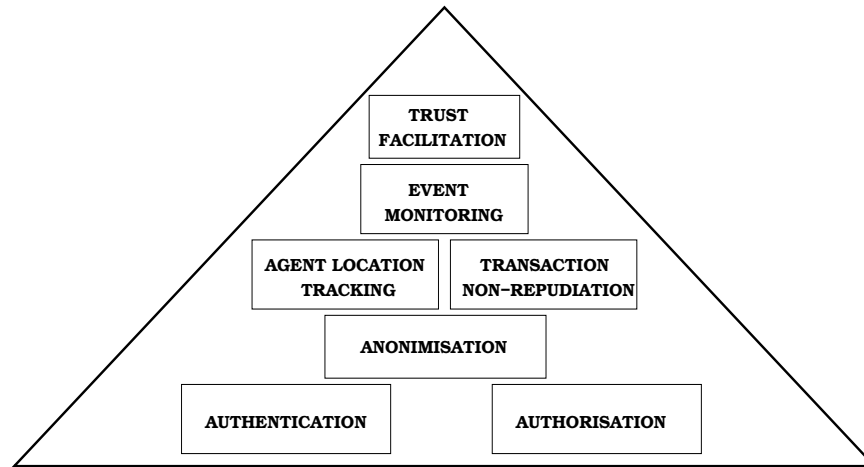 TRUST
FACILITATION
EVENT
MONITORING
AGENT LOCATION
TRACKING
TRANSACTION
NON−REPUDIATION
ANONIMISATION
AUTHENTICATION
AUTHORISATION